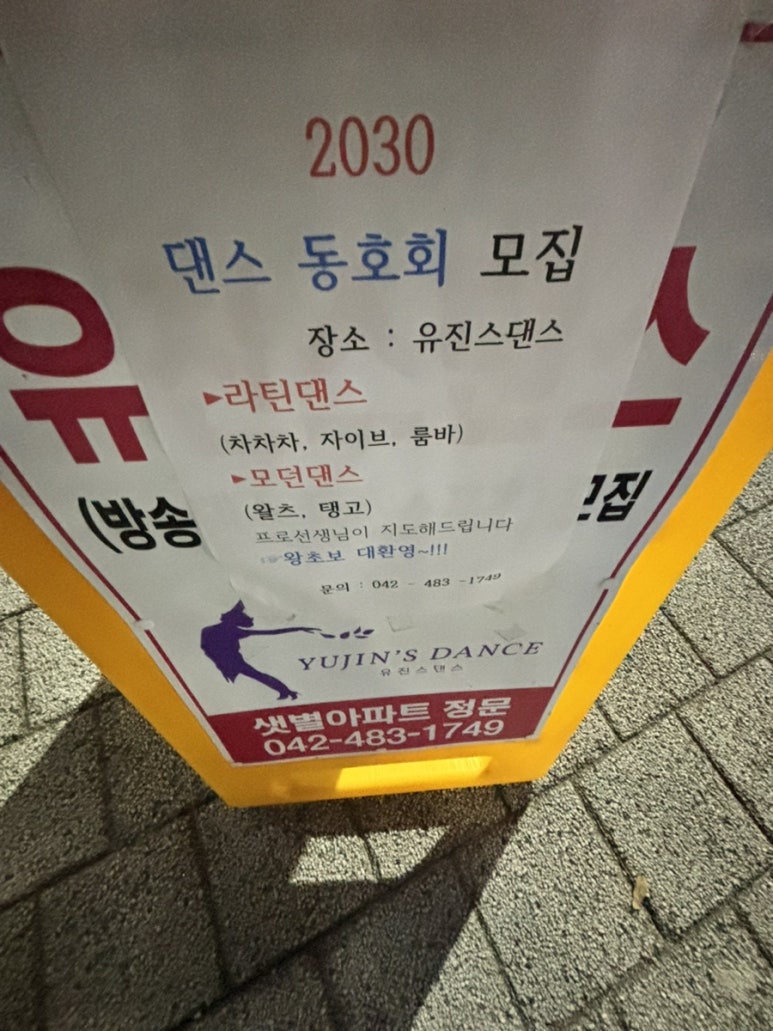 2030
댄스 동호회 모집
장소 : 유진스댄스
▶라틴댄스
(차차차, 자이브, 룸바)
▶모던댄스
(왈츠, 탱고)
프로선생님이 지도해드립니다
☞왕초보 대환영~!!!
문의 : 042 - 483 -1749
유 스
(방송 모집
YUJIN'S DANCE
유진스댄스
샛별아파트 정문
042-483-1749